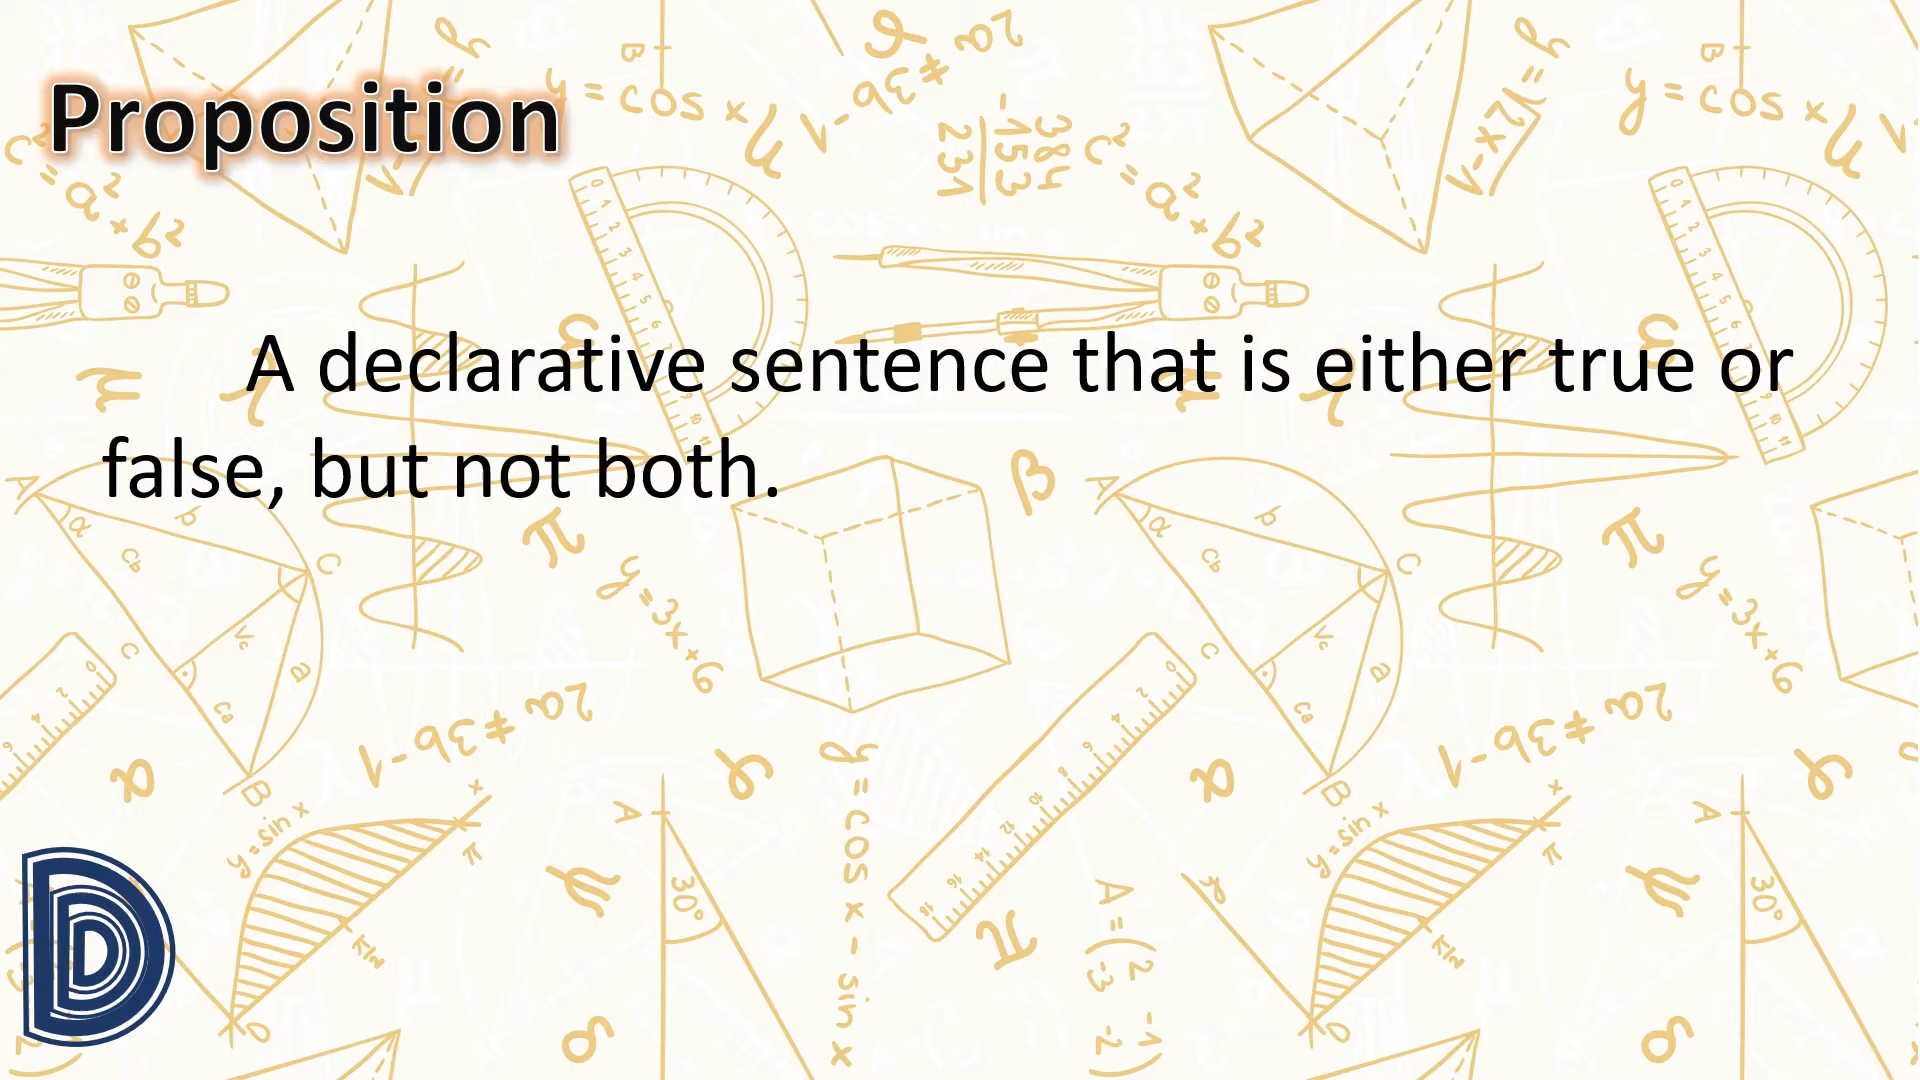 Proposition
A declarative sentence that is either true or
false, but not both.